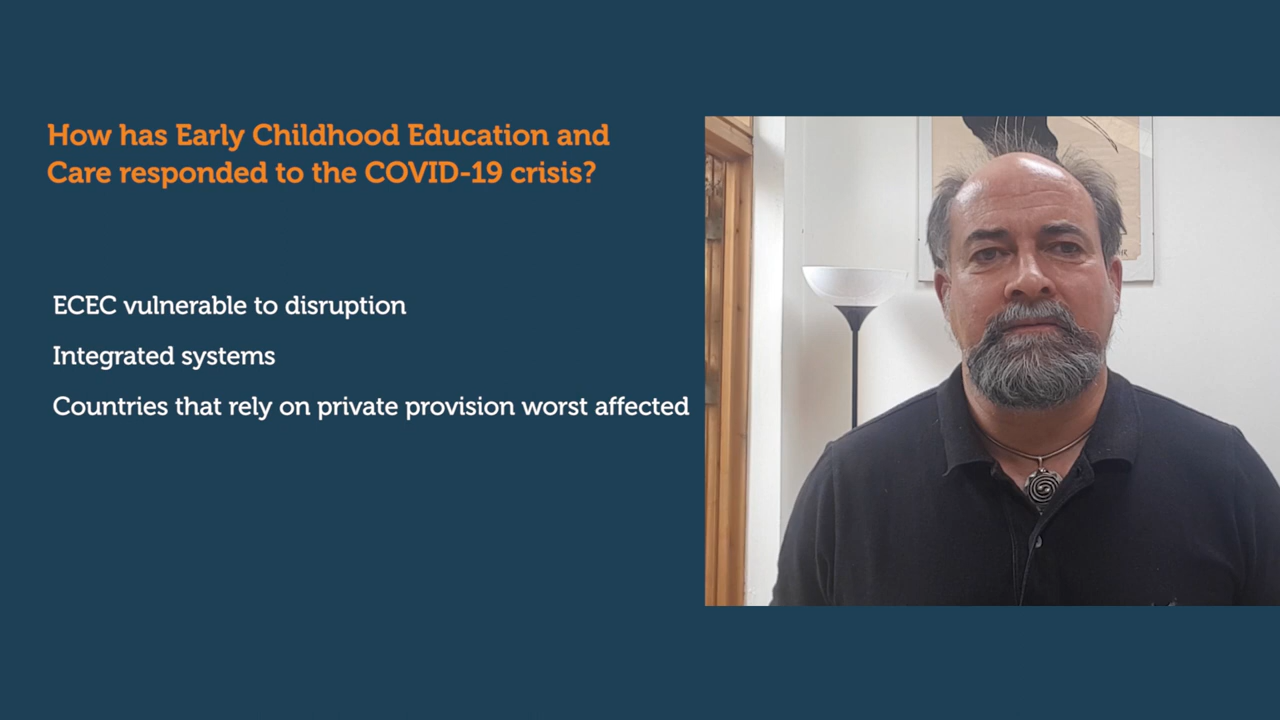 How has Early Childhood Education and
Care responded to the COVID-19 crisis?
ECEC vulnerable to disruption
Integrated systems
Countries that rely on private provision worst affected